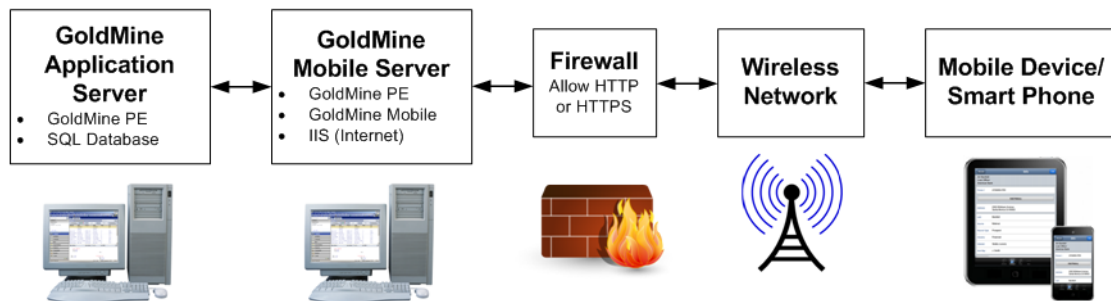 GoldMine
Application
Server
• GoldMine PE
• SQL Database
GoldMine
Mobile Server
• GoldMine PE
• GoldMine Mobile
• IIS (Internet)
Firewall
Allow HTTP
or HTTPS
Wireless
Network
Mobile Device/
Smart Phone